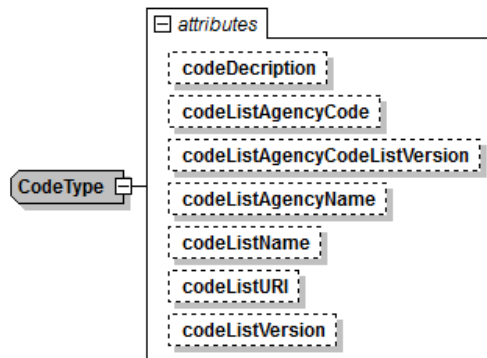 attributes
codeDecription
codeListAgencyCode
codeListAgencyCodeListVersion
CodeType
codeListAgencyName
codeListName
codeListURI
codeListVersion